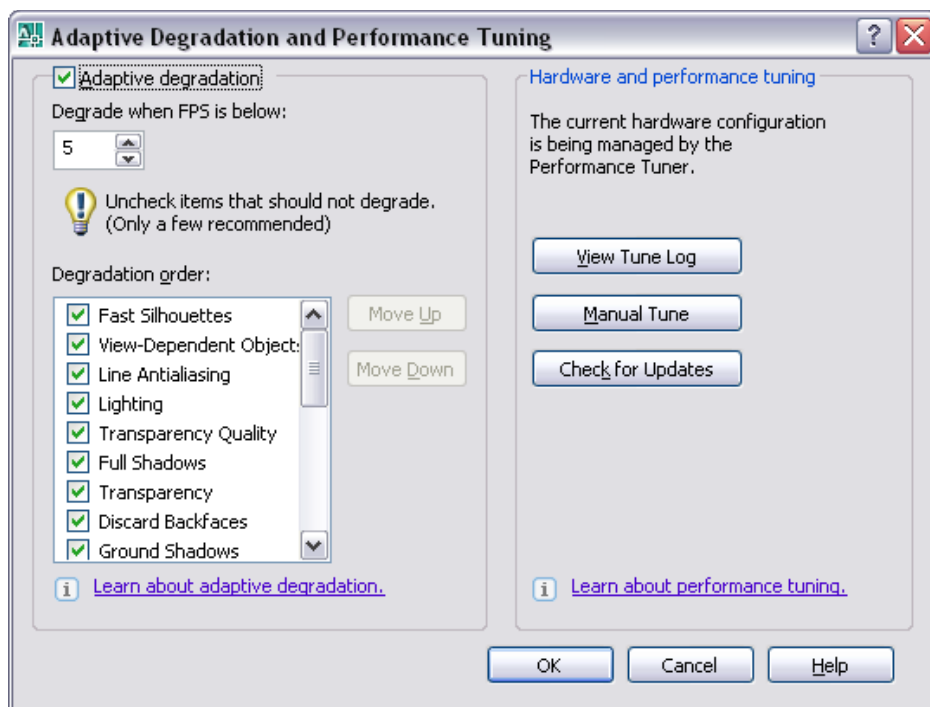 Adaptive Degradation and Performance Tuning
Adaptive degradation
Degrade when FPS is below:
5
Uncheck items that should not degrade.
(Only a few recommended)
Degradation order:
Fast Silhouettes
View-Dependent Object:
Line Antialiasing
Lighting
Transparency Quality
Full Shadows
Transparency
Discard Backfaces
Ground Shadows
Move Up
Move Down
Learn about adaptive degradation.
Hardware and performance tuning
The current hardware configuration
is being managed by the
Performance Tuner.
View Tune Log
Manual Tune
Check for Updates
Learn about performance tuning.
OK
Cancel
Help